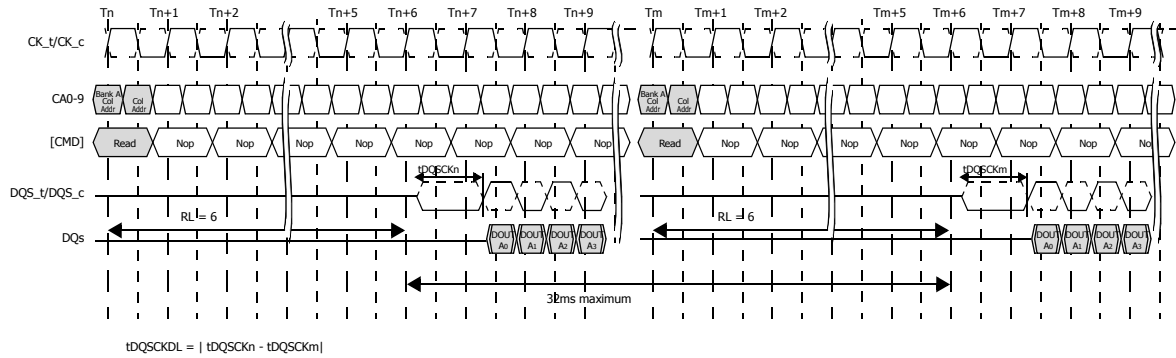 Tn Tn+1 Tn+2 Tn+5 Tn+6 Tn+7 Tn+8 Tn+9 Tm Tm+1 Tm+2 Tm+5 Tm+6 Tm+7 Tm+8 Tm+9
CK_t/CK_c
CA0-9 Bank A Col Addr Col Addr Bank A Col Addr Col Addr
[CMD] Read Nop Nop Nop Nop Nop Nop Nop Read Nop Nop Nop Nop Nop Nop Nop
tDQSCKn tDQSCKm
DQS_t/DQS_c
RL = 6 RL = 6
DQs DOUT A0 DOUT A1 DOUT A2 DOUT A3 DOUT A0 DOUT A1 DOUT A2 DOUT A3
32ms maximum
tDQSCKDL = | tDQSCKn - tDQSCKm|